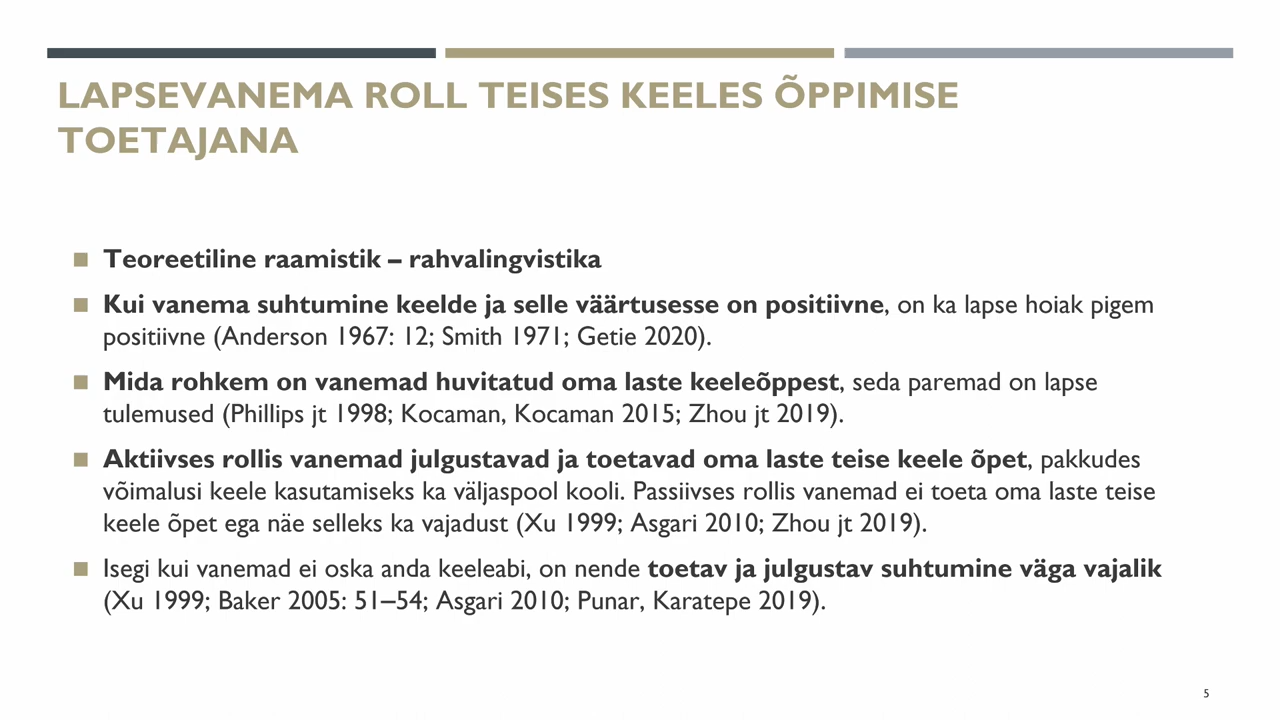 LAPSEVANEMA ROLL TEISES KEELES ÕPPIMISE
TOETAJANA
■ Teoreetiline raamistik – rahvalingvistika
■ Kui vanema suhtumine keelde ja selle väärtusesse on positiivne, on ka lapse hoiak pigem
positiivne (Anderson 1967: 12; Smith 1971; Getie 2020).
■ Mida rohkem on vanemad huvitatud oma laste keeleõppest, seda paremad on lapse
tulemused (Phillips jt 1998; Kocaman, Kocaman 2015; Zhou jt 2019).
■ Aktiivses rollis vanemad julgustavad ja toetavad oma laste teise keele õpet, pakkudes
võimalusi keele kasutamiseks ka väljaspool kooli. Passiivses rollis vanemad ei toeta oma laste teise
keele õpet ega näe selleks ka vajadust (Xu 1999; Asgari 2010; Zhou jt 2019).
■ Isegi kui vanemad ei oska anda keeleabi, on nende toetav ja julgustav suhtumine väga vajalik
(Xu 1999; Baker 2005: 51–54; Asgari 2010; Punar, Karatepe 2019).
5